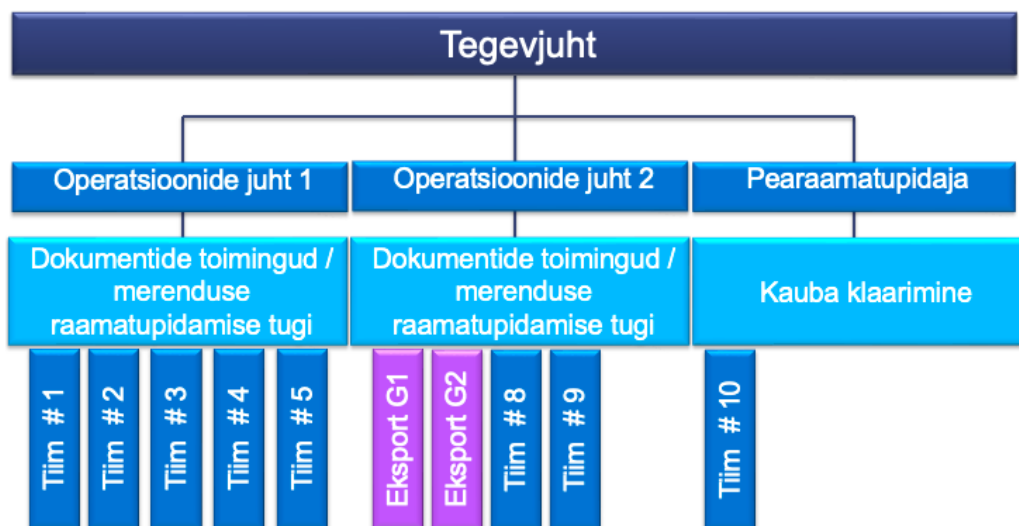 Tegevjuht
Operatsioonide juht 1
Operatsioonide juht 2
Pearaamatupidaja
Dokumentide toimingud /
merenduse
raamatupidamise tugi
Dokumentide toimingud /
merenduse
raamatupidamise tugi
Kauba klaarimine
Tiim # 1
Tiim # 2
Tiim # 3
Tiim # 4
Tiim # 5
Eksport G1
Eksport G2
Tiim # 8
Tiim # 9
Tiim # 10